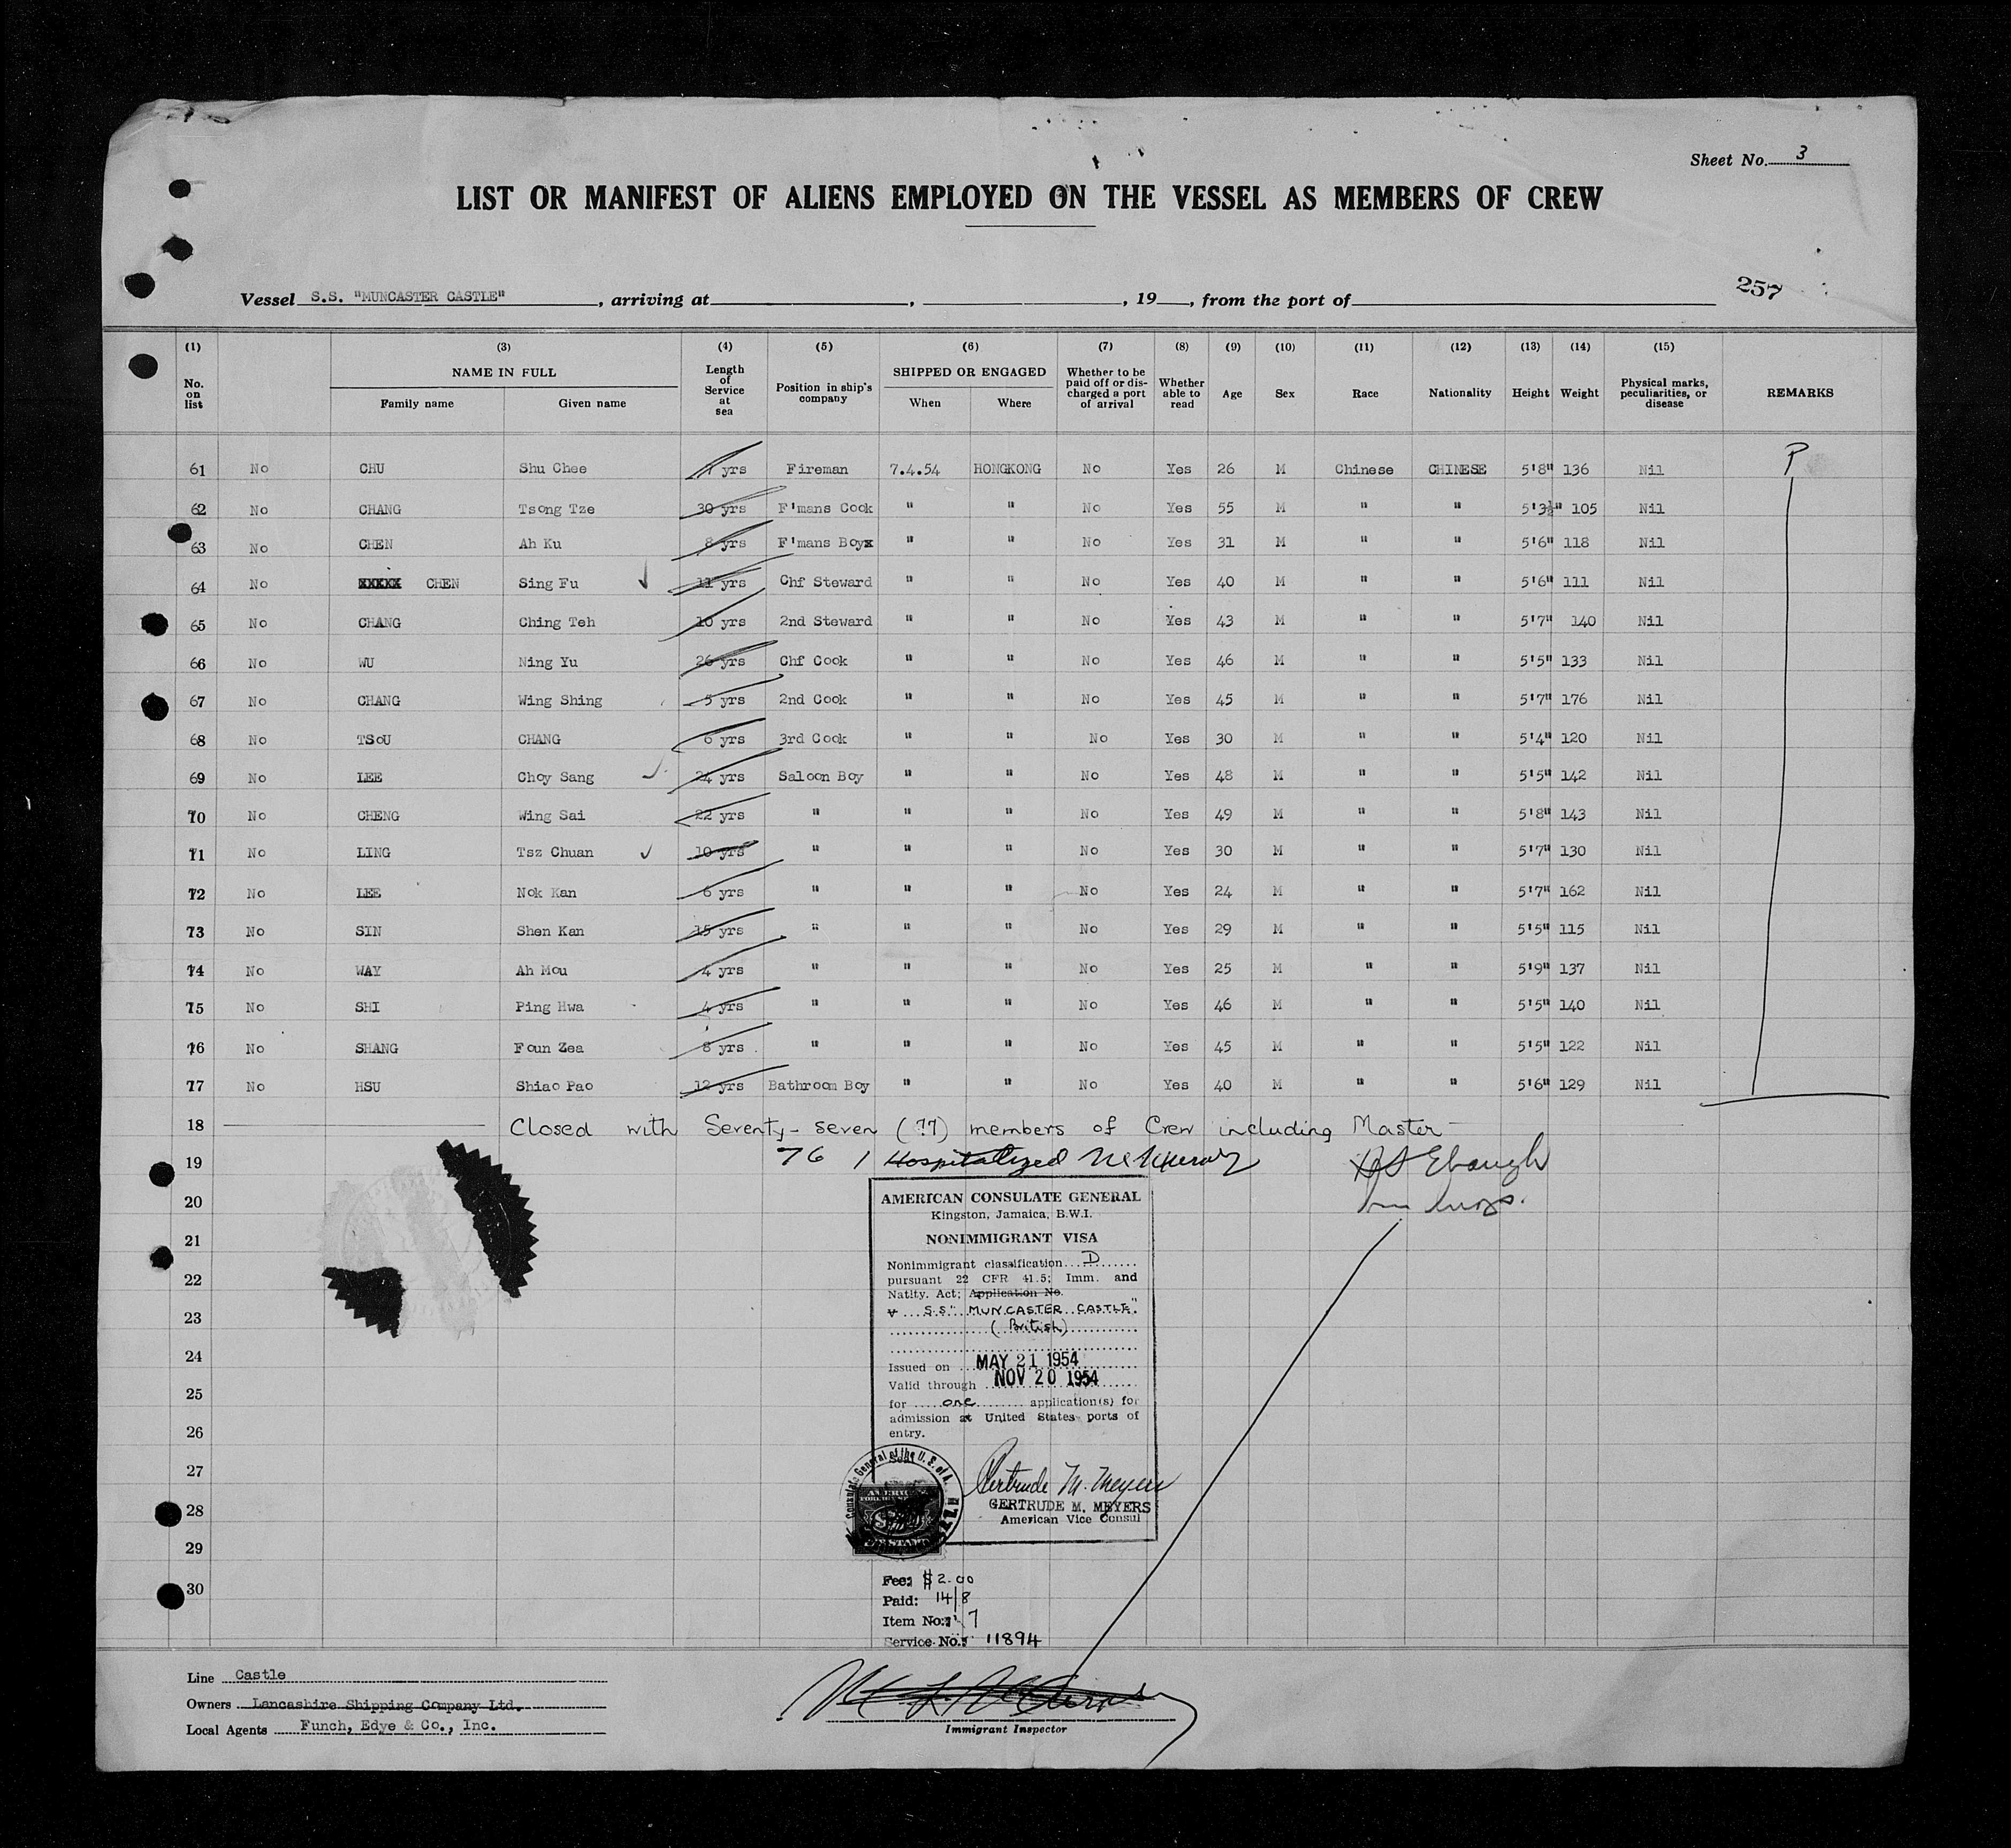 Sheet No. 3
LIST OR MANIFEST OF ALIENS EMPLOYED ON THE VESSEL AS MEMBERS OF CREW
Vessel S.S. "MUNCASTER CASTLE" , arriving at , , 19 , from the port of
257
(1) (3) (4) (5) (6) (7) (8) (9) (10) (11) (12) (13) (14) (15)
No. on list NAME IN FULL Family name Given name Length of Service at sea Position in ship's company SHIPPED OR ENGAGED When Where Whether to be paid off or discharged a port of arrival Whether able to read Age Sex Race Nationality Height Weight Physical marks, peculiarities, or disease REMARKS
61 No CHU Shu Chee 7 yrs Fireman 7.4.54 HONGKONG No Yes 26 M Chinese CHINESE 5'8" 136 Nil P
62 No CHANG Tsong Tze 30 yrs F'mans Cook " " No Yes 55 M " " 5'3½" 105 Nil
63 No CHEN Ah Ku 8 yrs F'mans Boyx " " No Yes 31 M " " 5'6" 118 Nil
64 No XXXXX CHEN Sing Fu 11 yrs Chf Steward " " No Yes 40 M " " 5'6" 111 Nil
65 No CHANG Ching Teh 10 yrs 2nd Steward " " No Yes 43 M " " 5'7" 140 Nil
66 No WU Ning Yu 26 yrs Chf Cook " " No Yes 46 M " " 5'5" 133 Nil
67 No CHANG Wing Shing 5 yrs 2nd Cook " " No Yes 45 M " " 5'7" 176 Nil
68 No TSoU CHANG 6 yrs 3rd Cook " " No Yes 30 M " " 5'4" 120 Nil
69 No LEE Choy Sang 24 yrs Saloon Boy " " No Yes 48 M " " 5'5" 142 Nil
70 No CHENG Wing Sai 22 yrs " " " No Yes 49 M " " 5'8" 143 Nil
71 No LING Tsz Chuan 10 yrs " " " No Yes 30 M " " 5'7" 130 Nil
72 No LEE Nok Kan 6 yrs " " " No Yes 24 M " " 5'7" 162 Nil
73 No SIN Shen Kan 15 yrs " " " No Yes 29 M " " 5'5" 115 Nil
74 No WAY Ah Mou 4 yrs " " " No Yes 25 M " " 5'9" 137 Nil
75 No SHI Ping Hwa 4 yrs " " " No Yes 46 M " " 5'5" 140 Nil
76 No SHANG Foun Zea 8 yrs " " " No Yes 45 M " " 5'5" 122 Nil
77 No HSU Shiao Pao 12 yrs Bathroom Boy " " No Yes 40 M " " 5'6" 129 Nil
18 Closed with Seventy-seven (77) members of Crew including Master
19 76 1 Hospitalized
20
21
22
23
24
25
26
27
28
29
30
AMERICAN CONSULATE GENERAL
Kingston, Jamaica, B.W.I.
NONIMMIGRANT VISA
Nonimmigrant classification D
pursuant 22 CFR 41.5; Imm. and
Natlty. Act; Application No.
S.S. "MUNCASTER CASTLE"
(British)
Issued on MAY 21 1954
Valid through NOV 20 1954
for one application(s) for
admission at United States ports of
entry.
Gertrude M. Meyers
GERTRUDE M. MEYERS
American Vice Consul
Consulate General of the U.S. of A.
Fee: $2.00
Paid: 14/8
Item No.: 7
Service No.: 11894
Line Castle
Owners Lancashire Shipping Company Ltd.
Local Agents Funch, Edye & Co., Inc.
Immigrant Inspector